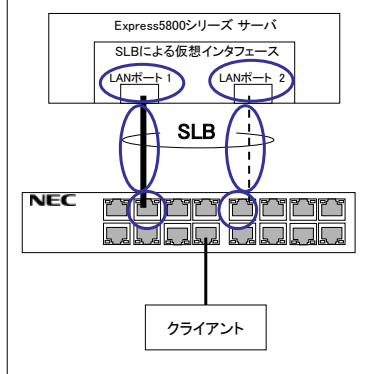 Express5800シリーズ サーバ
SLBによる仮想インタフェース
LANポート 1
LANポート 2
SLB
NEC
クライアント